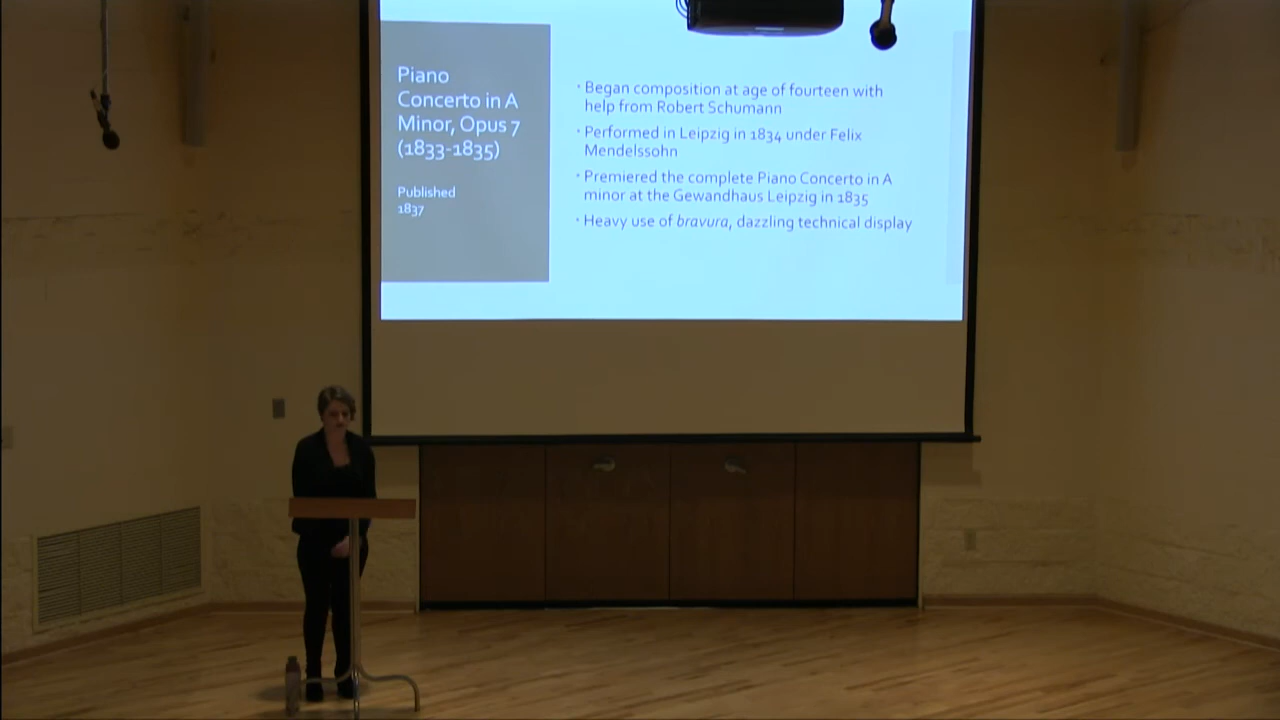 Piano
Concerto in A
Minor, Opus 7
(1833-1835)
Published
1837
· Began composition at age of fourteen with
help from Robert Schumann
· Performed in Leipzig in 1834 under Felix
Mendelssohn
· Premiered the complete Piano Concerto in A
minor at the Gewandhaus Leipzig in 1835
· Heavy use of bravura, dazzling technical display